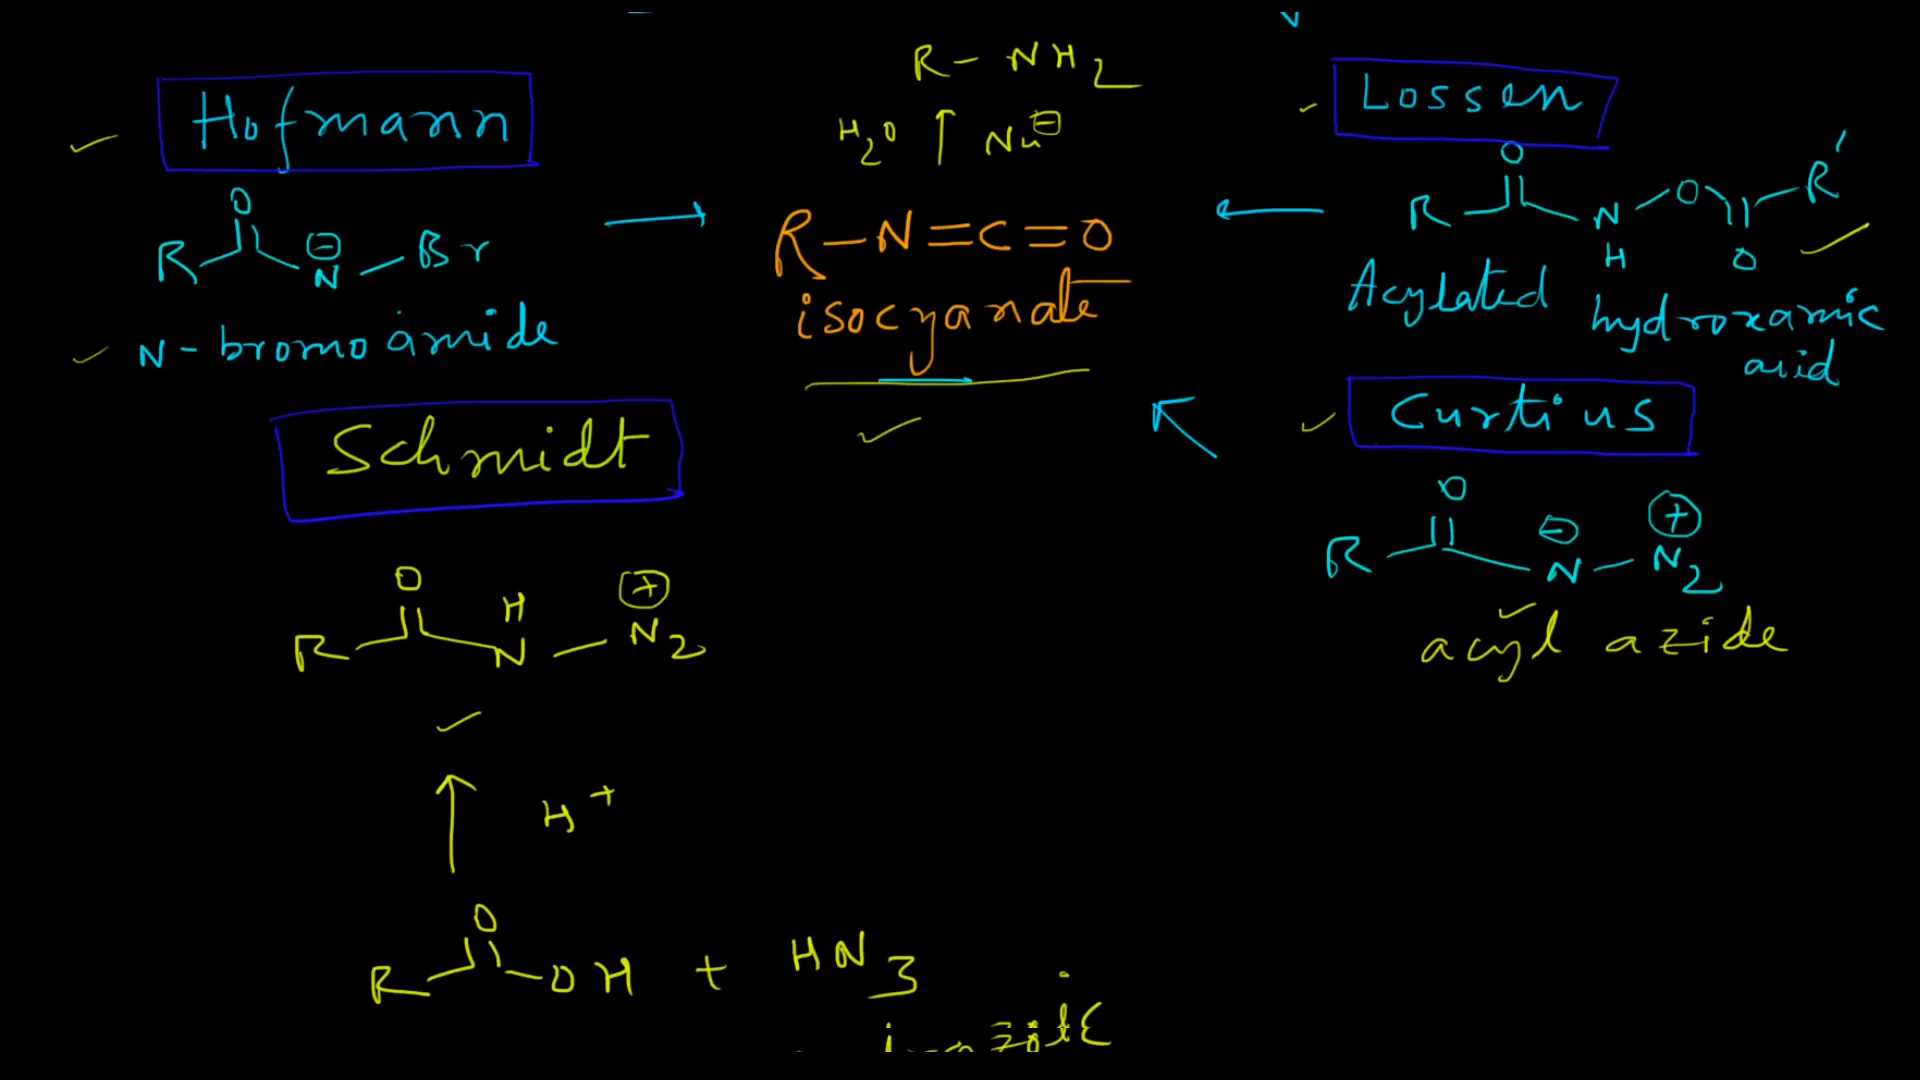 R - NH2
H2O Nu⊖
Hofmann
O
R ⊖ N - Br
N-bromo amide
R-N=C=O
isocyanate
Lossen
O
R N O R'
H O
Acylated hydroxamic
acid
Curtius
O ⊖ ⊕
R N - N2
acyl azide
Schmidt
O H ⊕
R N - N2
H+
O
R OH + HN3